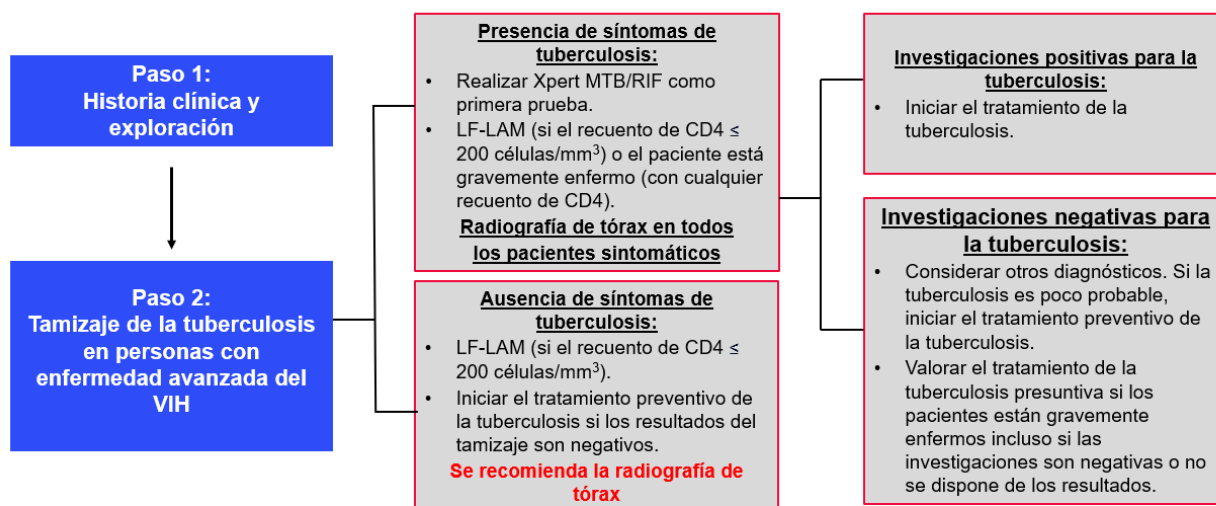 Paso 1:
Historia clínica y
exploración
Paso 2:
Tamizaje de la tuberculosis
en personas con
enfermedad avanzada del
VIH
Presencia de síntomas de
tuberculosis:
• Realizar Xpert MTB/RIF como
primera prueba.
• LF-LAM (si el recuento de CD4 ≤
200 células/mm³) o el paciente está
gravemente enfermo (con cualquier
recuento de CD4).
Radiografía de tórax en todos
los pacientes sintomáticos
Ausencia de síntomas de
tuberculosis:
• LF-LAM (si el recuento de CD4 ≤
200 células/mm³).
• Iniciar el tratamiento preventivo de
la tuberculosis si los resultados del
tamizaje son negativos.
Se recomienda la radiografía de
tórax
Investigaciones positivas para la
tuberculosis:
• Iniciar el tratamiento de la
tuberculosis.
Investigaciones negativas para
la tuberculosis:
• Considerar otros diagnósticos. Si la
tuberculosis es poco probable,
iniciar el tratamiento preventivo de
la tuberculosis.
• Valorar el tratamiento de la
tuberculosis presuntiva si los
pacientes están gravemente
enfermos incluso si las
investigaciones son negativas o no
se dispone de los resultados.